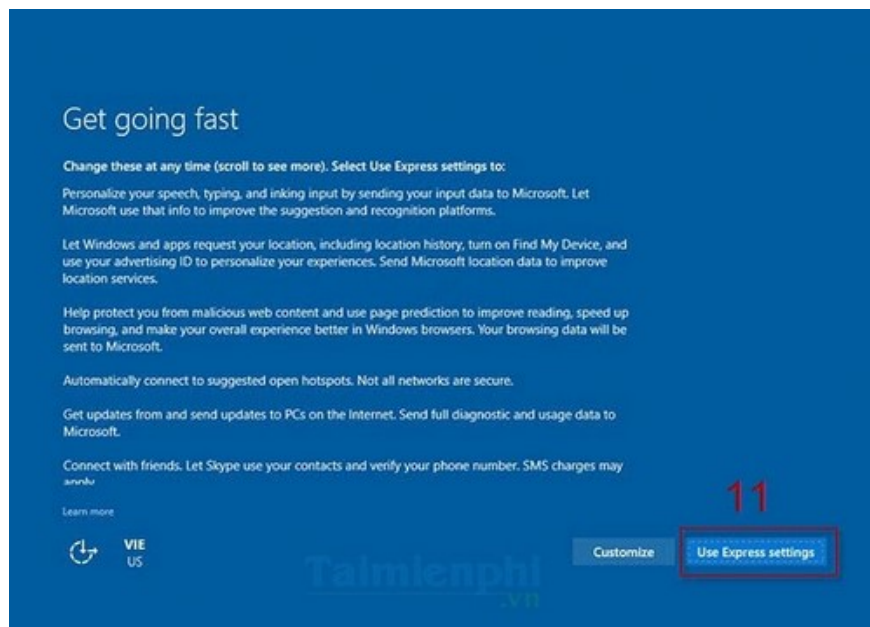 Get going fast
Change these at any time (scroll to see more). Select Use Express settings to:
Personalize your speech, typing, and inking input by sending your input data to Microsoft. Let
Microsoft use that info to improve the suggestion and recognition platforms.
Let Windows and apps request your location, including location history, turn on Find My Device, and
use your advertising ID to personalize your experiences. Send Microsoft location data to improve
location services.
Help protect you from malicious web content and use page prediction to improve reading, speed up
browsing, and make your overall experience better in Windows browsers. Your browsing data will be
sent to Microsoft.
Automatically connect to suggested open hotspots. Not all networks are secure.
Get updates from and send updates to PCs on the Internet. Send full diagnostic and usage data to
Microsoft.
Connect with friends. Let Skype use your contacts and verify your phone number. SMS charges may
apply
Learn more
11
VIE
US
Customize
Use Express settings
Taimienphi
.vn